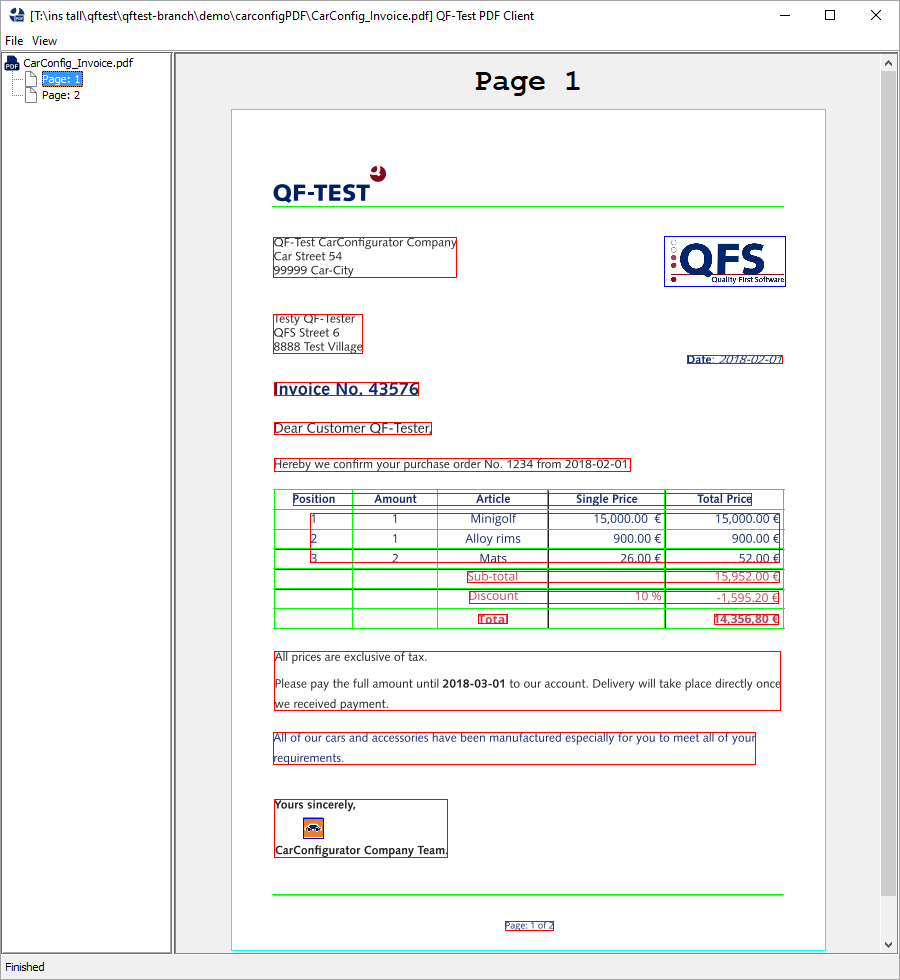 [T:\ins tall\qftest\qftest-branch\demo\carconfigPDF\CarConfig_Invoice.pdf] QF-Test PDF Client
File View
CarConfig_Invoice.pdf
Page: 1
Page: 2
Page 1
QF-TEST
QF-Test CarConfigurator Company
Car Street 54
99999 Car-City
QFS
Quality First Software
Testy QF-Tester
QFS Street 6
8888 Test Village
Date: 2018-02-01
Invoice No. 43576
Dear Customer QF-Tester,
Hereby we confirm your purchase order No. 1234 from 2018-02-01.
Position Amount Article Single Price Total Price
1 1 Minigolf 15,000.00 € 15,000.00 €
2 1 Alloy rims 900.00 € 900.00 €
3 2 Mats 26.00 € 52.00 €
Sub-total 15,952.00 €
Discount 10 % -1,595.20 €
Total 14,356,80 €
All prices are exclusive of tax.
Please pay the full amount until 2018-03-01 to our account. Delivery will take place directly once
we received payment.
All of our cars and accessories have been manufactured especially for you to meet all of your
requirements.
Yours sincerely,
CarConfigurator Company Team.
Page: 1 of 2
Finished